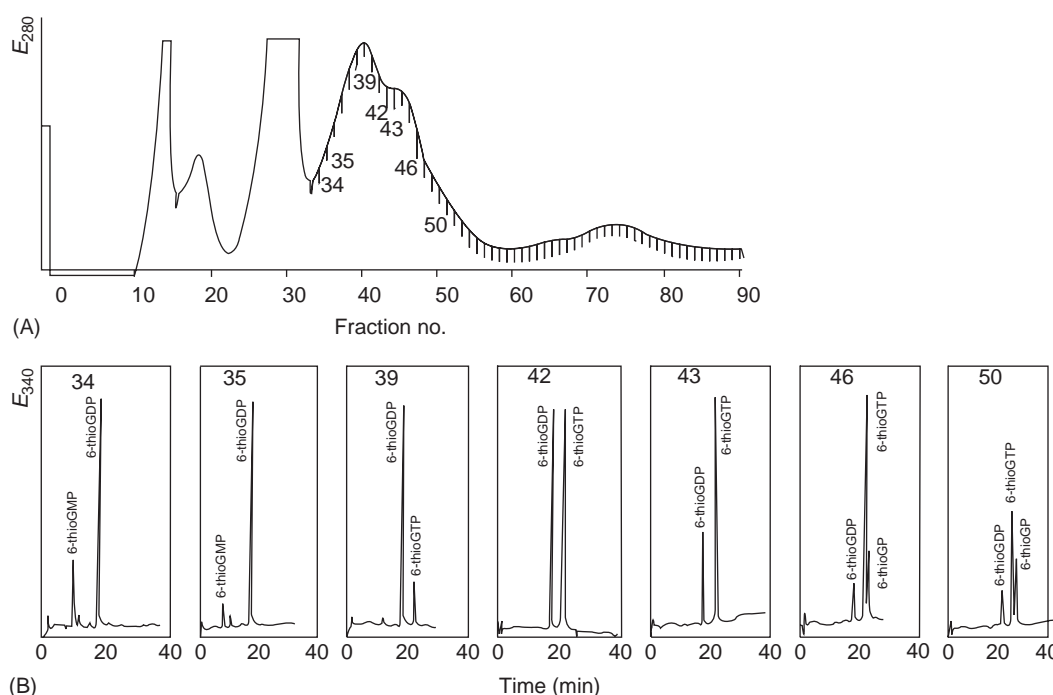 E280
39
42
43
35
46
34
50
0 10 20 30 40 50 60 70 80 90
(A) Fraction no.
E340
34 35 39 42 43 46 50
6-thioGMP
6-thioGDP
6-thioGMP
6-thioGDP
6-thioGDP
6-thioGTP
6-thioGDP
6-thioGTP
6-thioGDP
6-thioGTP
6-thioGDP
6-thioGTP
6-thioGP
6-thioGDP
6-thioGTP
6-thioGP
0 20 40 0 20 40 0 20 40 0 20 40 0 20 40 0 20 40 0 20 40
(B) Time (min)